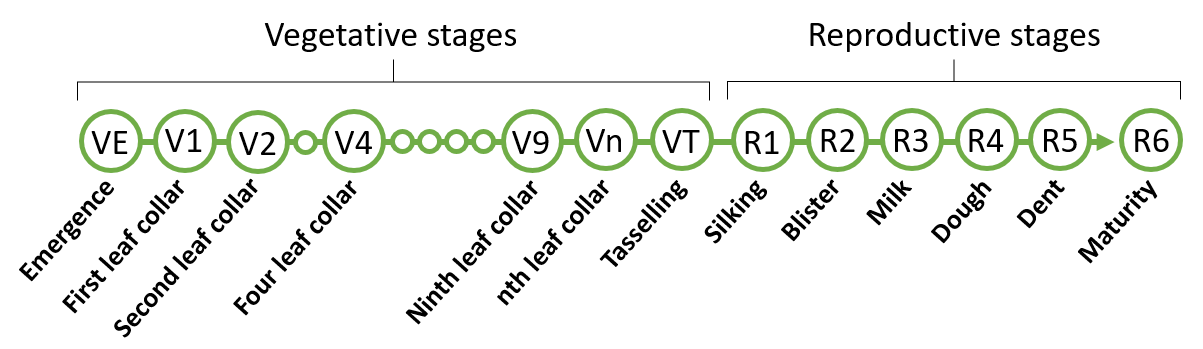 Vegetative stages
Reproductive stages
VE
V1
V2
V4
V9
Vn
VT
R1
R2
R3
R4
R5
R6
Emergence
First leaf collar
Second leaf collar
Four leaf collar
Ninth leaf collar
nth leaf collar
Tasselling
Silking
Blister
Milk
Dough
Dent
Maturity